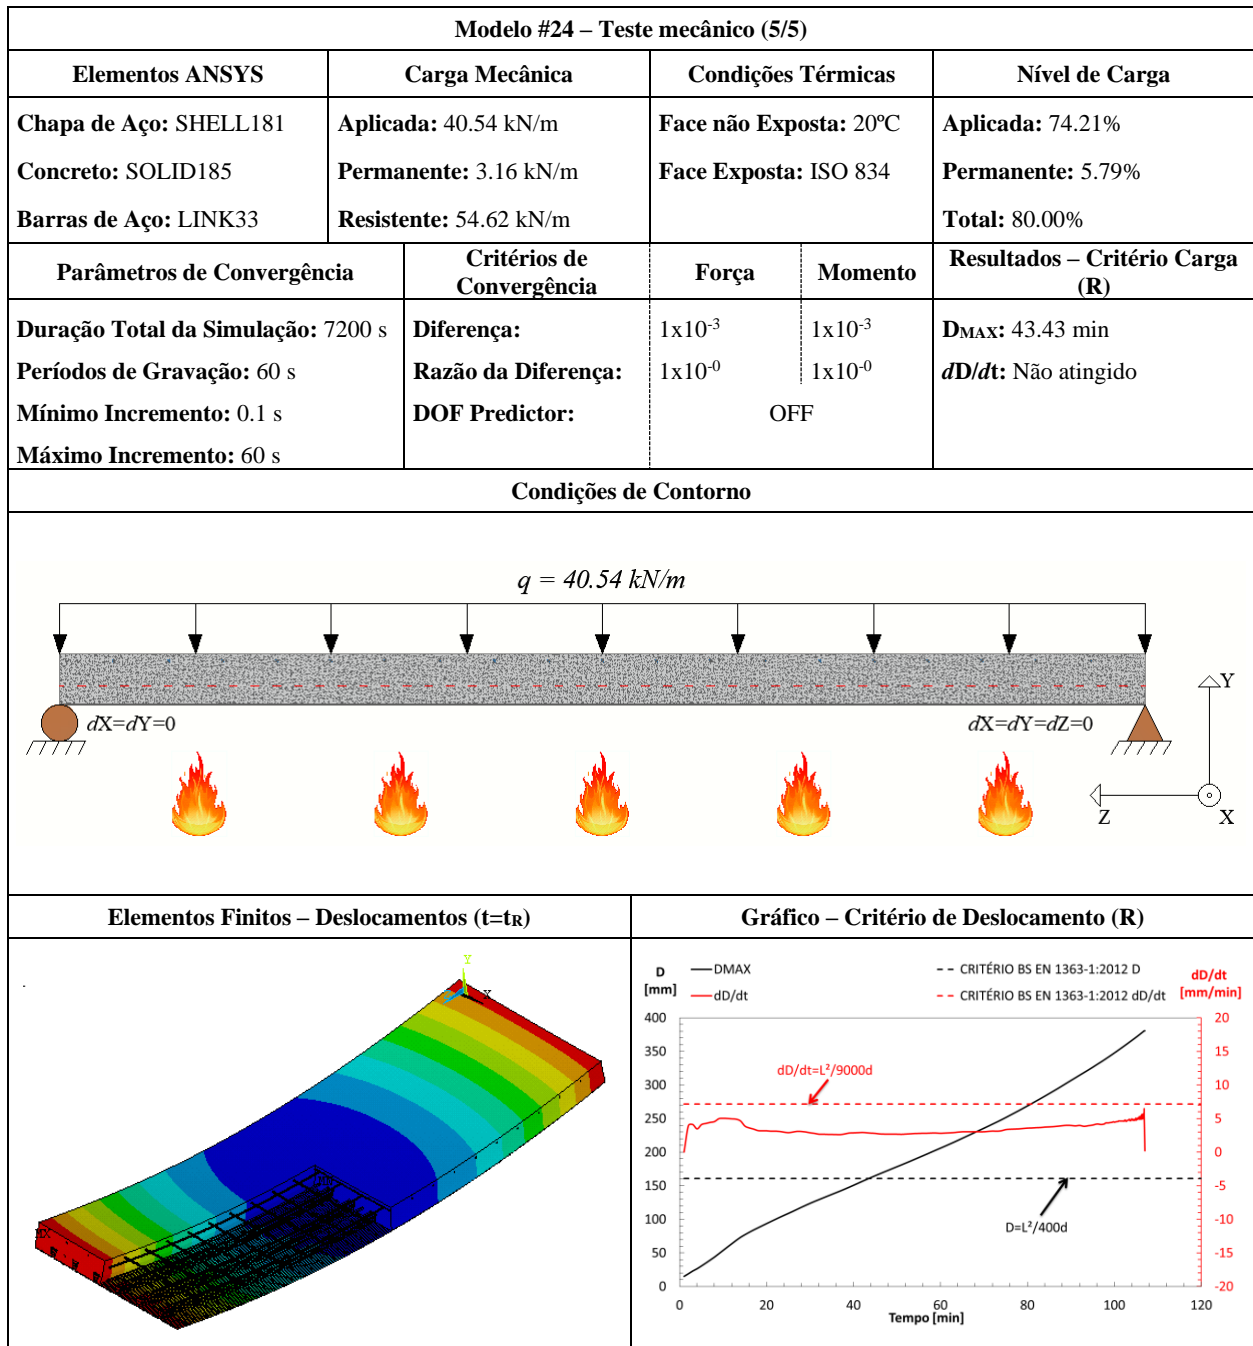 Modelo #24 – Teste mecânico (5/5)
Elementos ANSYS
Carga Mecânica
Condições Térmicas
Nível de Carga
Chapa de Aço: SHELL181
Concreto: SOLID185
Barras de Aço: LINK33
Aplicada: 40.54 kN/m
Permanente: 3.16 kN/m
Resistente: 54.62 kN/m
Face não Exposta: 20ºC
Face Exposta: ISO 834
Aplicada: 74.21%
Permanente: 5.79%
Total: 80.00%
Parâmetros de Convergência
Critérios de
Convergência
Força
Momento
Resultados – Critério Carga
(R)
Duração Total da Simulação: 7200 s
Períodos de Gravação: 60 s
Mínimo Incremento: 0.1 s
Máximo Incremento: 60 s
Diferença: 1x10⁻³ 1x10⁻³
Razão da Diferença: 1x10⁻⁰ 1x10⁻⁰
DOF Predictor: OFF
DMAX: 43.43 min
dD/dt: Não atingido
Condições de Contorno
q = 40.54 kN/m
dX=dY=0
dX=dY=dZ=0
Y
Z
X
Elementos Finitos – Deslocamentos (t=tR)
Y
X
MX
Gráfico – Critério de Deslocamento (R)
D
[mm]
DMAX
dD/dt
CRITÉRIO BS EN 1363-1:2012 D
CRITÉRIO BS EN 1363-1:2012 dD/dt
dD/dt
[mm/min]
400
350
300
250
200
150
100
50
0
20
15
10
5
0
-5
-10
-15
-20
dD/dt=L²/9000d
D=L²/400d
0 20 40 60 80 100 120
Tempo [min]